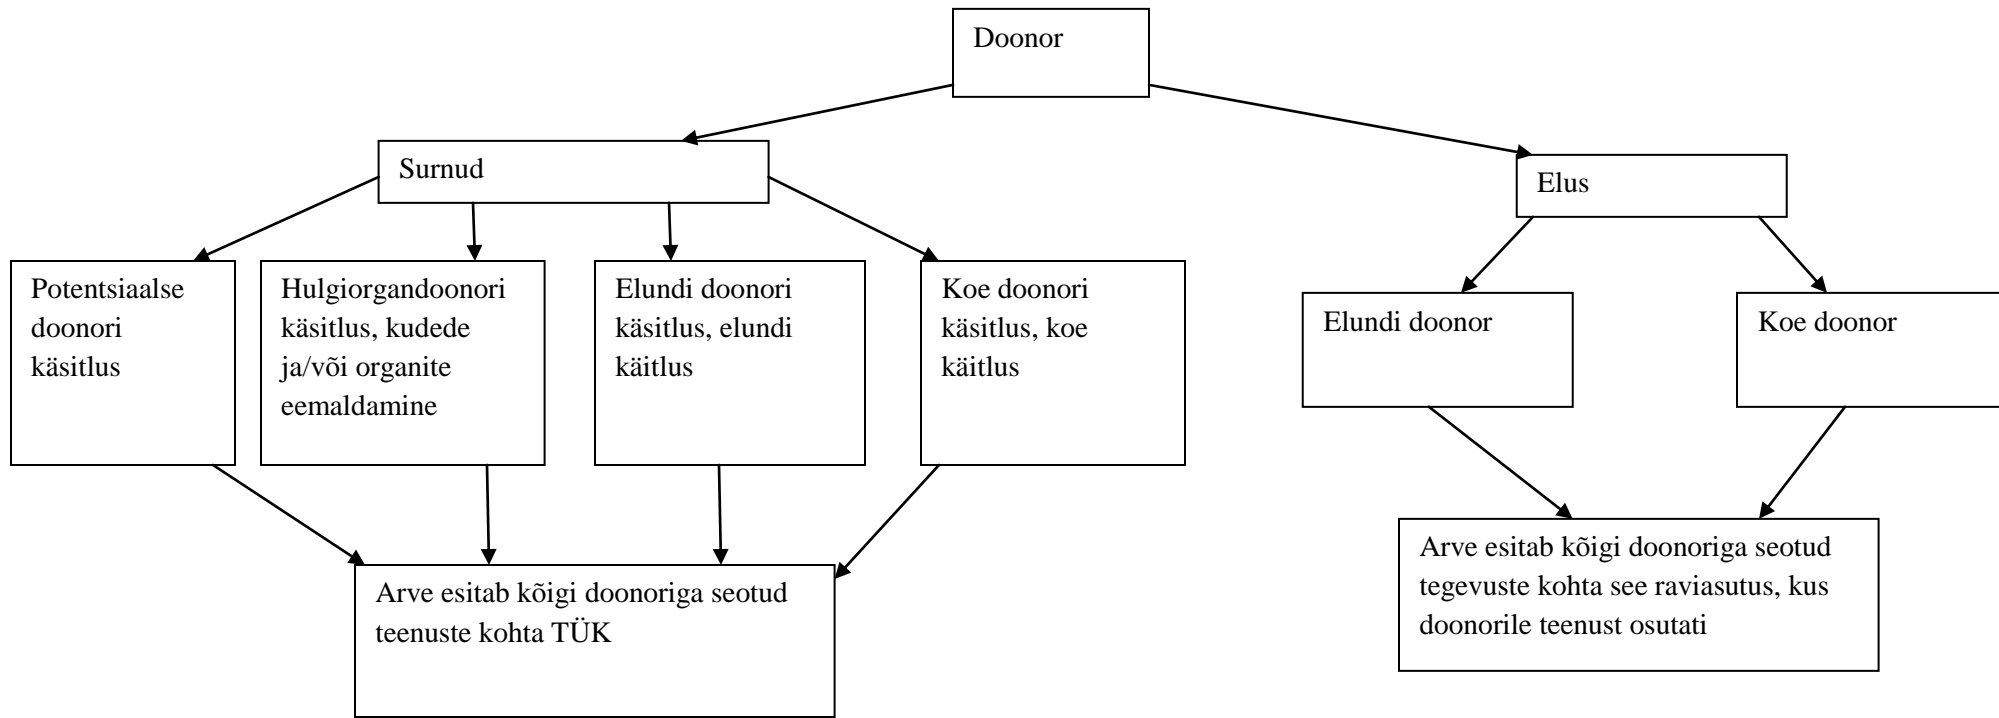 Doonor
Surnud
Elus
Potentsiaalse
doonori
käsitlus
Hulgiorgandoonori
käsitlus, kudede
ja/või organite
eemaldamine
Elundi doonori
käsitlus, elundi
käitlus
Koe doonori
käsitlus, koe
käitlus
Elundi doonor
Koe doonor
Arve esitab kõigi doonoriga seotud
teenuste kohta TÜK
Arve esitab kõigi doonoriga seotud
tegevuste kohta see raviasutus, kus
doonorile teenust osutati